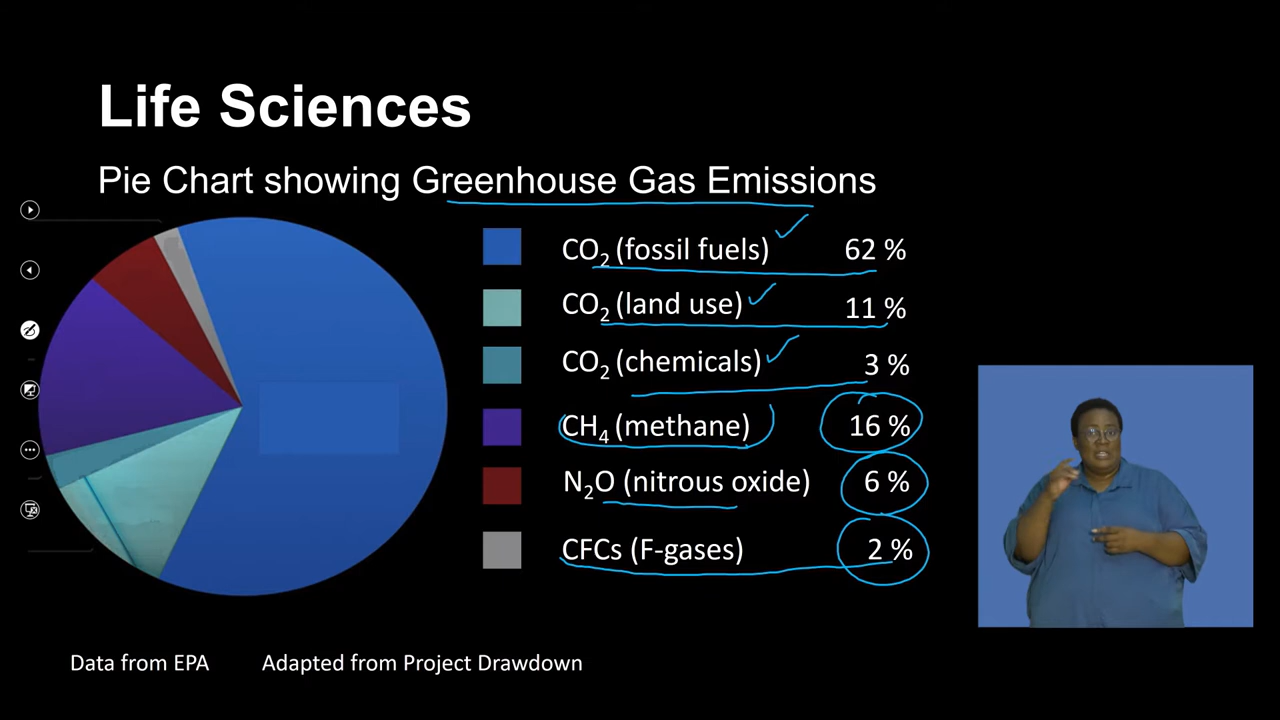 Life Sciences
Pie Chart showing Greenhouse Gas Emissions
CO₂ (fossil fuels) 62 %
CO₂ (land use) 11 %
CO₂ (chemicals) 3 %
CH₄ (methane) 16 %
N₂O (nitrous oxide) 6 %
CFCs (F-gases) 2 %
Data from EPA Adapted from Project Drawdown